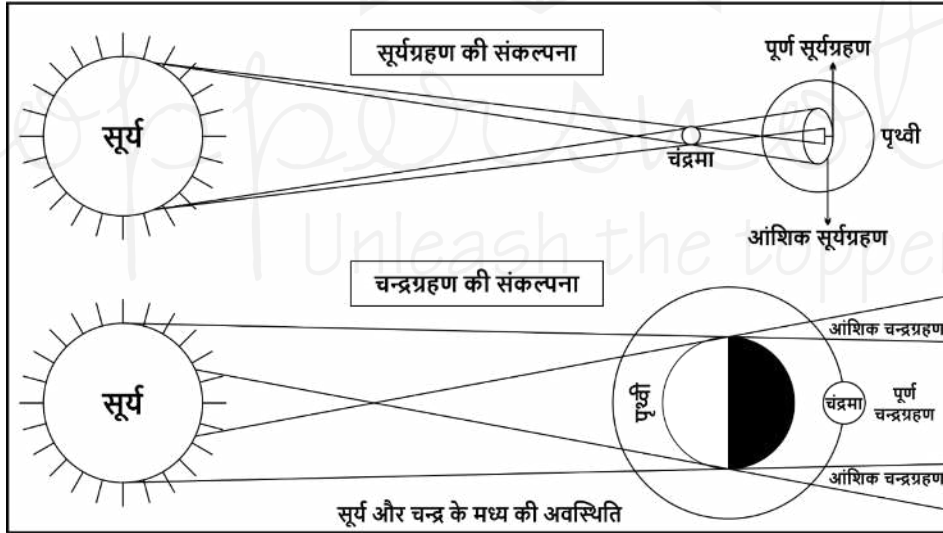 सूर्यग्रहण की संकल्पना
पूर्ण सूर्यग्रहण
सूर्य
चंद्रमा
पृथ्वी
आंशिक सूर्यग्रहण
Unleash the topper
चन्द्रग्रहण की संकल्पना
आंशिक चन्द्रग्रहण
सूर्य
पृथ्वी
चंद्रमा
पूर्ण
चन्द्रग्रहण
आंशिक चन्द्रग्रहण
सूर्य और चन्द्र के मध्य की अवस्थिति